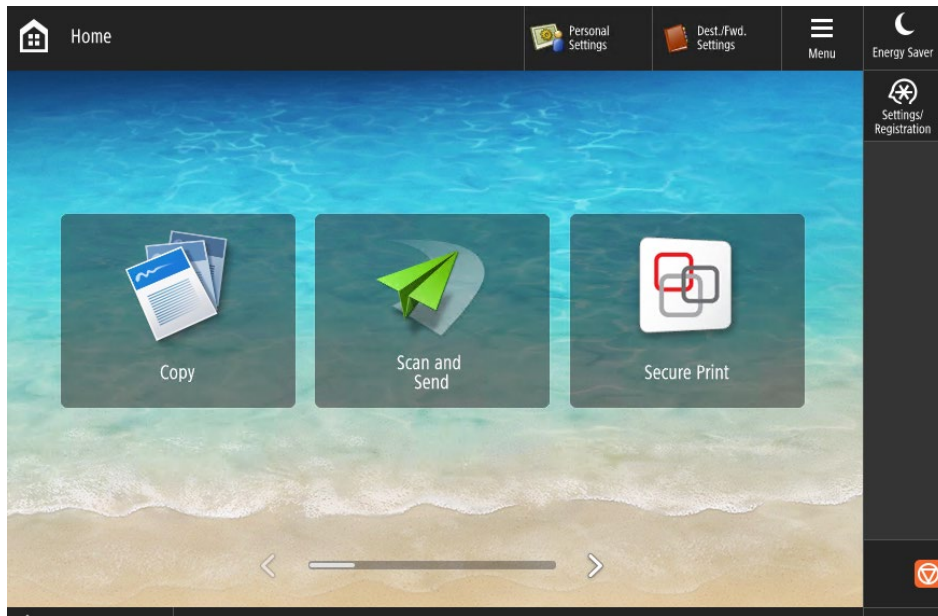 Home
Personal
Settings
Dest./Fwd.
Settings
Menu
Energy Saver
Settings/
Registration
Copy
Scan and
Send
Secure Print